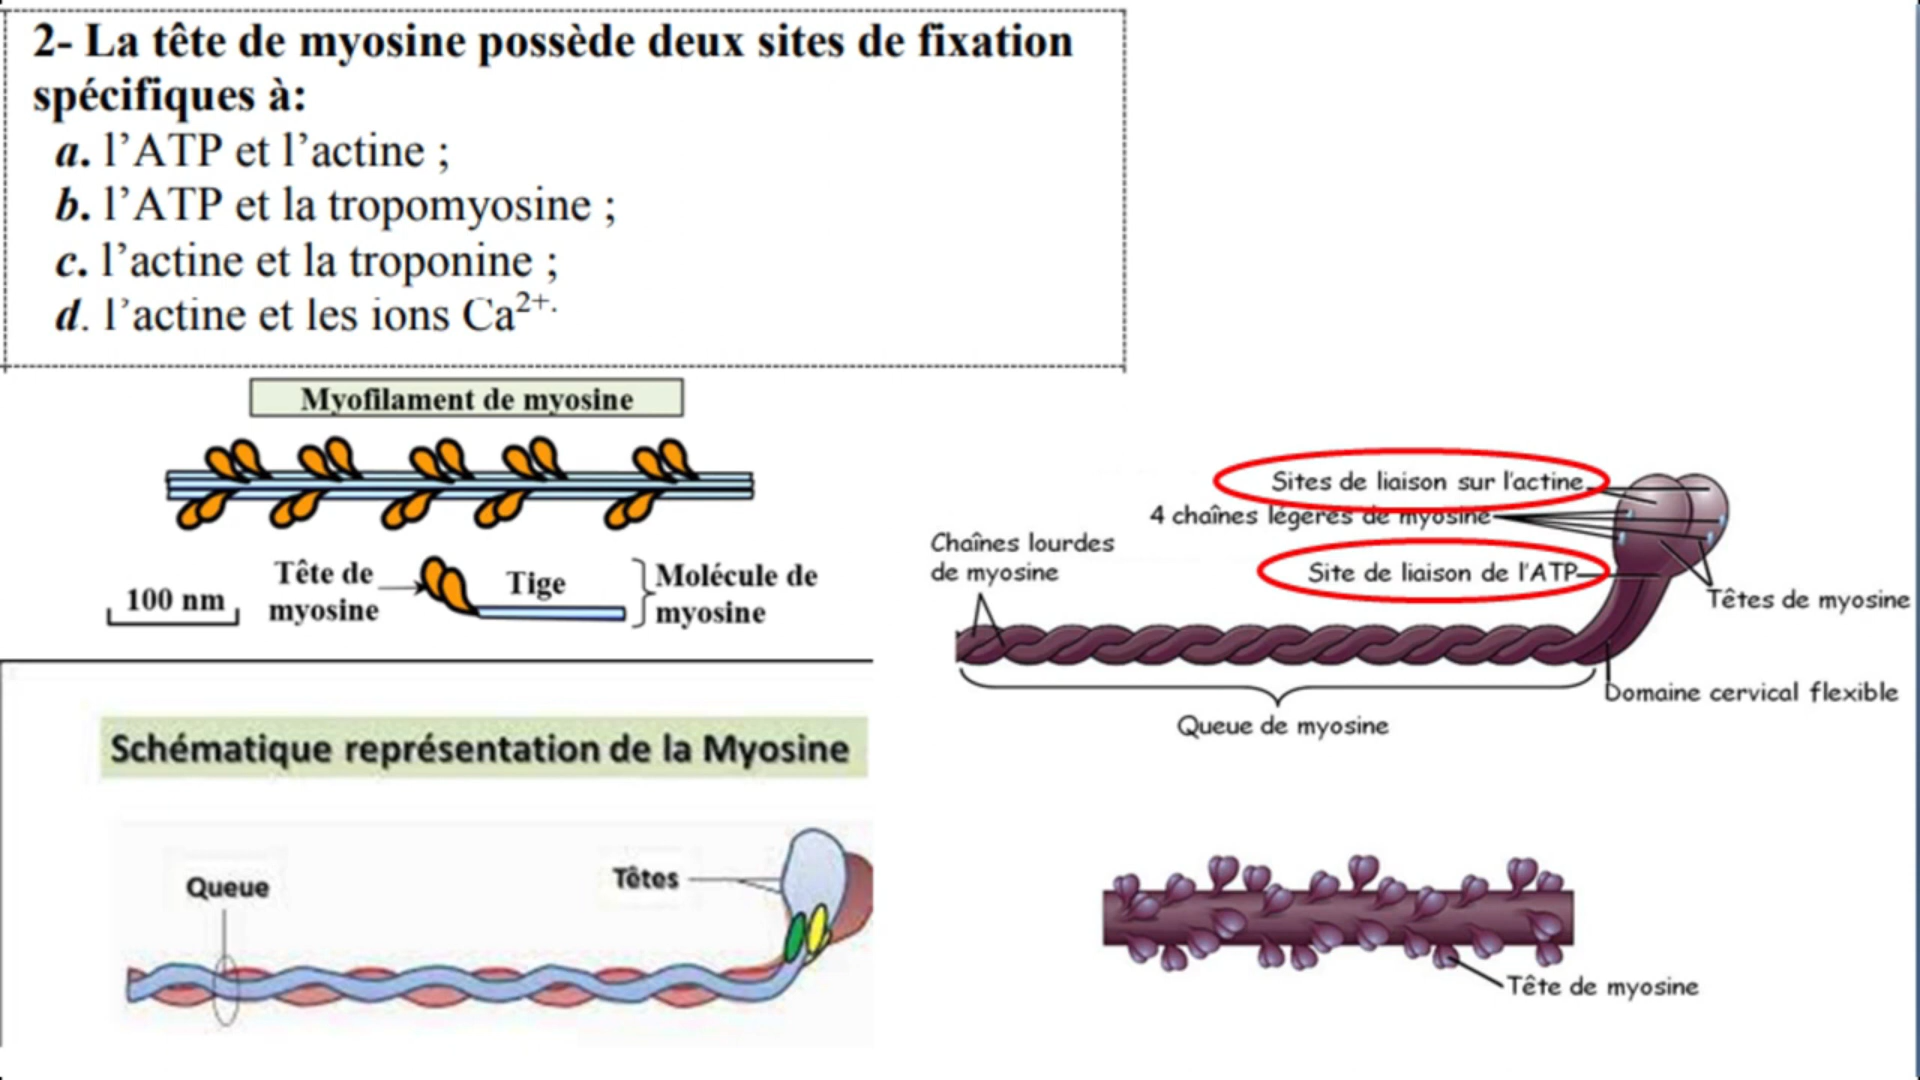 2- La tête de myosine possède deux sites de fixation
spécifiques à:
a. l'ATP et l'actine ;
b. l'ATP et la tropomyosine ;
c. l'actine et la troponine ;
d. l'actine et les ions Ca²⁺.
Myofilament de myosine
100 nm
Tête de
myosine
Tige
Molécule de
myosine
Sites de liaison sur l'actine
4 chaînes légères de myosine
Chaînes lourdes
de myosine
Site de liaison de l'ATP
Têtes de myosine
Domaine cervical flexible
Queue de myosine
Schématique représentation de la Myosine
Queue
Têtes
Tête de myosine